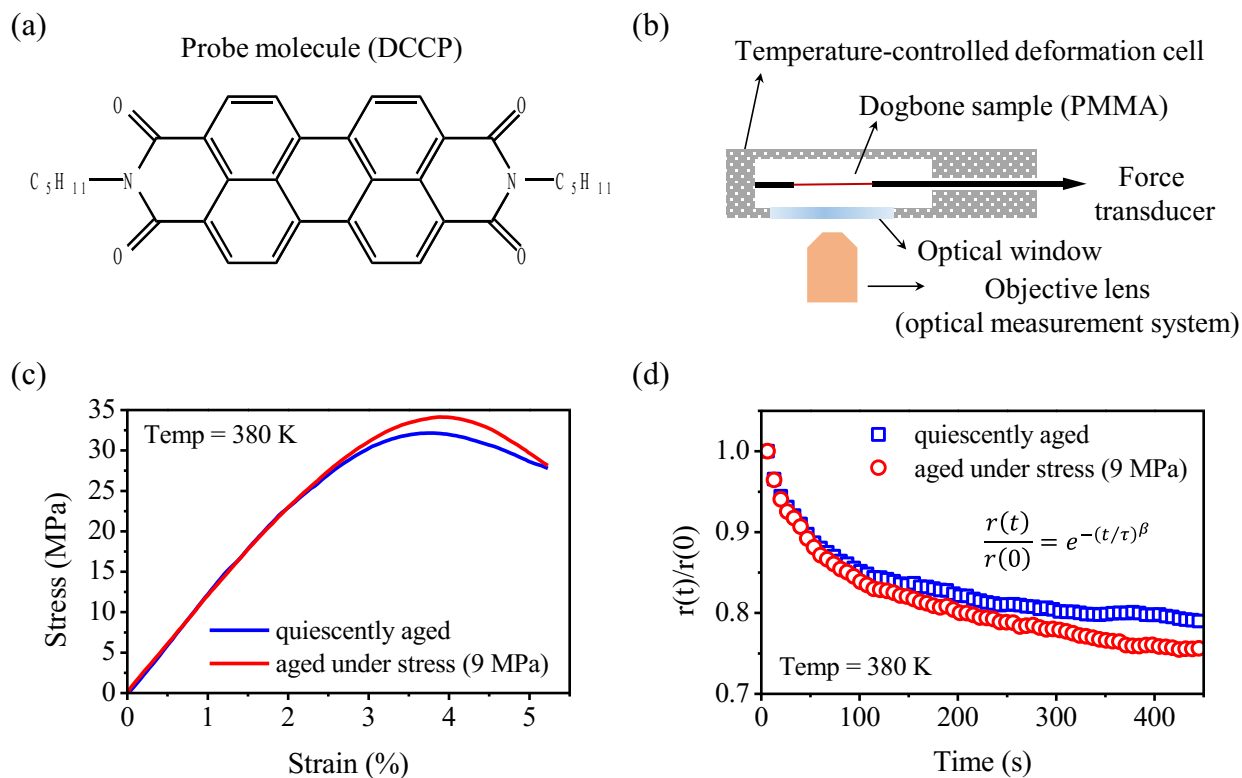 (a)
Probe molecule (DCCP)
O
O
C5H11
N
N
C5H11
O
O
(b)
Temperature-controlled deformation cell
Dogbone sample (PMMA)
Force
transducer
Optical window
Objective lens
(optical measurement system)
(c)
35
30
25
20
15
10
5
0
Stress (MPa)
Temp = 380 K
quiescently aged
aged under stress (9 MPa)
0
1
2
3
4
5
Strain (%)
(d)
1.0
0.9
0.8
0.7
r(t)/r(0)
quiescently aged
aged under stress (9 MPa)
r(t)/r(0) = e^-(t/τ)^β
Temp = 380 K
0
100
200
300
400
Time (s)